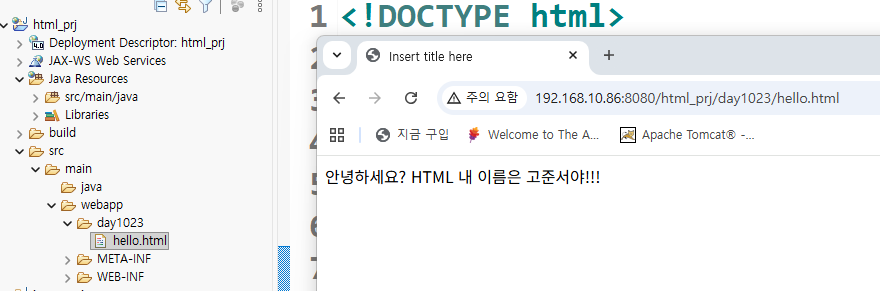 html_prj
Deployment Descriptor: html_prj
JAX-WS Web Services
Java Resources
src/main/java
Libraries
build
src
main
java
webapp
day1023
hello.html
META-INF
WEB-INF
1 <!DOCTYPE html>
Insert title here
주의 요함 192.168.10.86:8080/html_prj/day1023/hello.html
지금 구입 Welcome to The A... Apache Tomcat® -...
안녕하세요? HTML 내 이름은 고준서야!!!